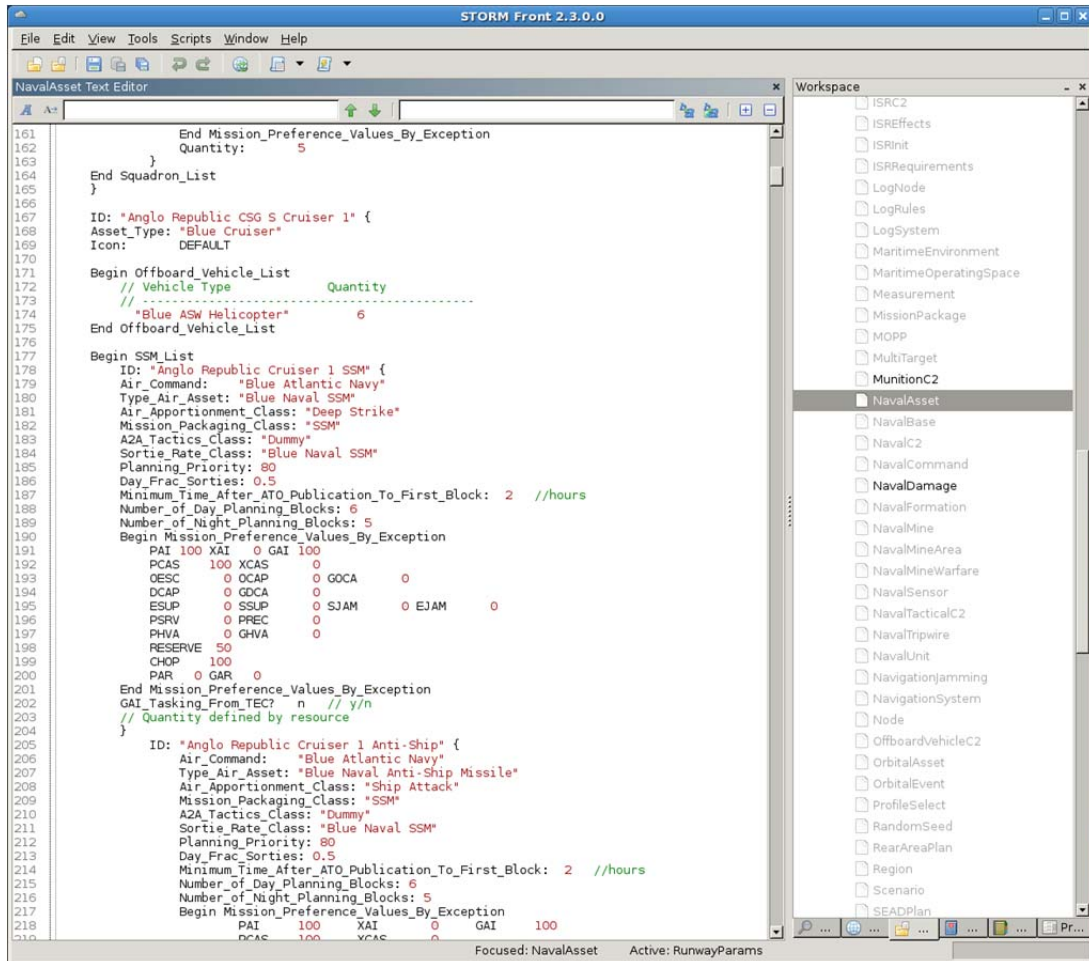 STORM Front 2.3.0.0
File Edit View Tools Scripts Window Help
NavalAsset Text Editor
161 End Mission_Preference_Values_By_Exception
162 Quantity: 5
163 }
164 End Squadron_List
165 }
166
167 ID: "Anglo Republic CSG S Cruiser 1" {
168 Asset_Type: "Blue Cruiser"
169 Icon: DEFAULT
170
171 Begin Offboard_Vehicle_List
172 // Vehicle Type Quantity
173 // ---------------------------------------------
174 "Blue ASW Helicopter" 6
175 End Offboard_Vehicle_List
176
177 Begin SSM_List
178 ID: "Anglo Republic Cruiser 1 SSM" {
179 Air_Command: "Blue Atlantic Navy"
180 Type_Air_Asset: "Blue Naval SSM"
181 Air_Apportionment_Class: "Deep Strike"
182 Mission_Packaging_Class: "SSM"
183 A2A_Tactics_Class: "Dummy"
184 Sortie_Rate_Class: "Blue Naval SSM"
185 Planning_Priority: 80
186 Day_Frac_Sorties: 0.5
187 Minimum_Time_After_ATO_Publication_To_First_Block: 2 //hours
188 Number_of_Day_Planning_Blocks: 6
189 Number_of_Night_Planning_Blocks: 5
190 Begin Mission_Preference_Values_By_Exception
191 PAI 100 XAI 0 GAI 100
192 PCAS 100 XCAS 0
193 OESC 0 OCAP 0 GOCA 0
194 DCAP 0 GDCA 0
195 ESUP 0 SSUP 0 SJAM 0 EJAM 0
196 PSRV 0 PREC 0
197 PHVA 0 GHVA 0
198 RESERVE 50
199 CHOP 100
200 PAR 0 GAR 0
201 End Mission_Preference_Values_By_Exception
202 GAI_Tasking_From_TEC? n // y/n
203 // Quantity defined by resource
204 }
205 ID: "Anglo Republic Cruiser 1 Anti-Ship" {
206 Air_Command: "Blue Atlantic Navy"
207 Type_Air_Asset: "Blue Naval Anti-Ship Missile"
208 Air_Apportionment_Class: "Ship Attack"
209 Mission_Packaging_Class: "SSM"
210 A2A_Tactics_Class: "Dummy"
211 Sortie_Rate_Class: "Blue Naval SSM"
212 Planning_Priority: 80
213 Day_Frac_Sorties: 0.5
214 Minimum_Time_After_ATO_Publication_To_First_Block: 2 //hours
215 Number_of_Day_Planning_Blocks: 6
216 Number_of_Night_Planning_Blocks: 5
217 Begin Mission_Preference_Values_By_Exception
218 PAI 100 XAI 0 GAI 100
219 PCAS 100 XCAS 0
Workspace
ISRC2
ISREffects
ISRInit
ISRRequirements
LogNode
LogRules
LogSystem
MaritimeEnvironment
MaritimeOperatingSpace
Measurement
MissionPackage
MOPP
MultiTarget
MunitionC2
NavalAsset
NavalBase
NavalC2
NavalCommand
NavalDamage
NavalFormation
NavalMine
NavalMineArea
NavalMineWarfare
NavalSensor
NavalTacticalC2
NavalTripwire
NavalUnit
NavigationJamming
NavigationSystem
Node
OffboardVehicleC2
OrbitalAsset
OrbitalEvent
ProfileSelect
RandomSeed
RearAreaPlan
Region
Scenario
SEADPlan
... ... ... ... ... Pr...
Focused: NavalAsset Active: RunwayParams